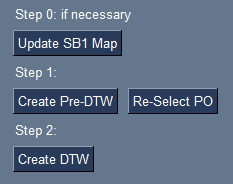 Step 0: if necessary
Update SB1 Map
Step 1:
Create Pre-DTW Re-Select PO
Step 2:
Create DTW